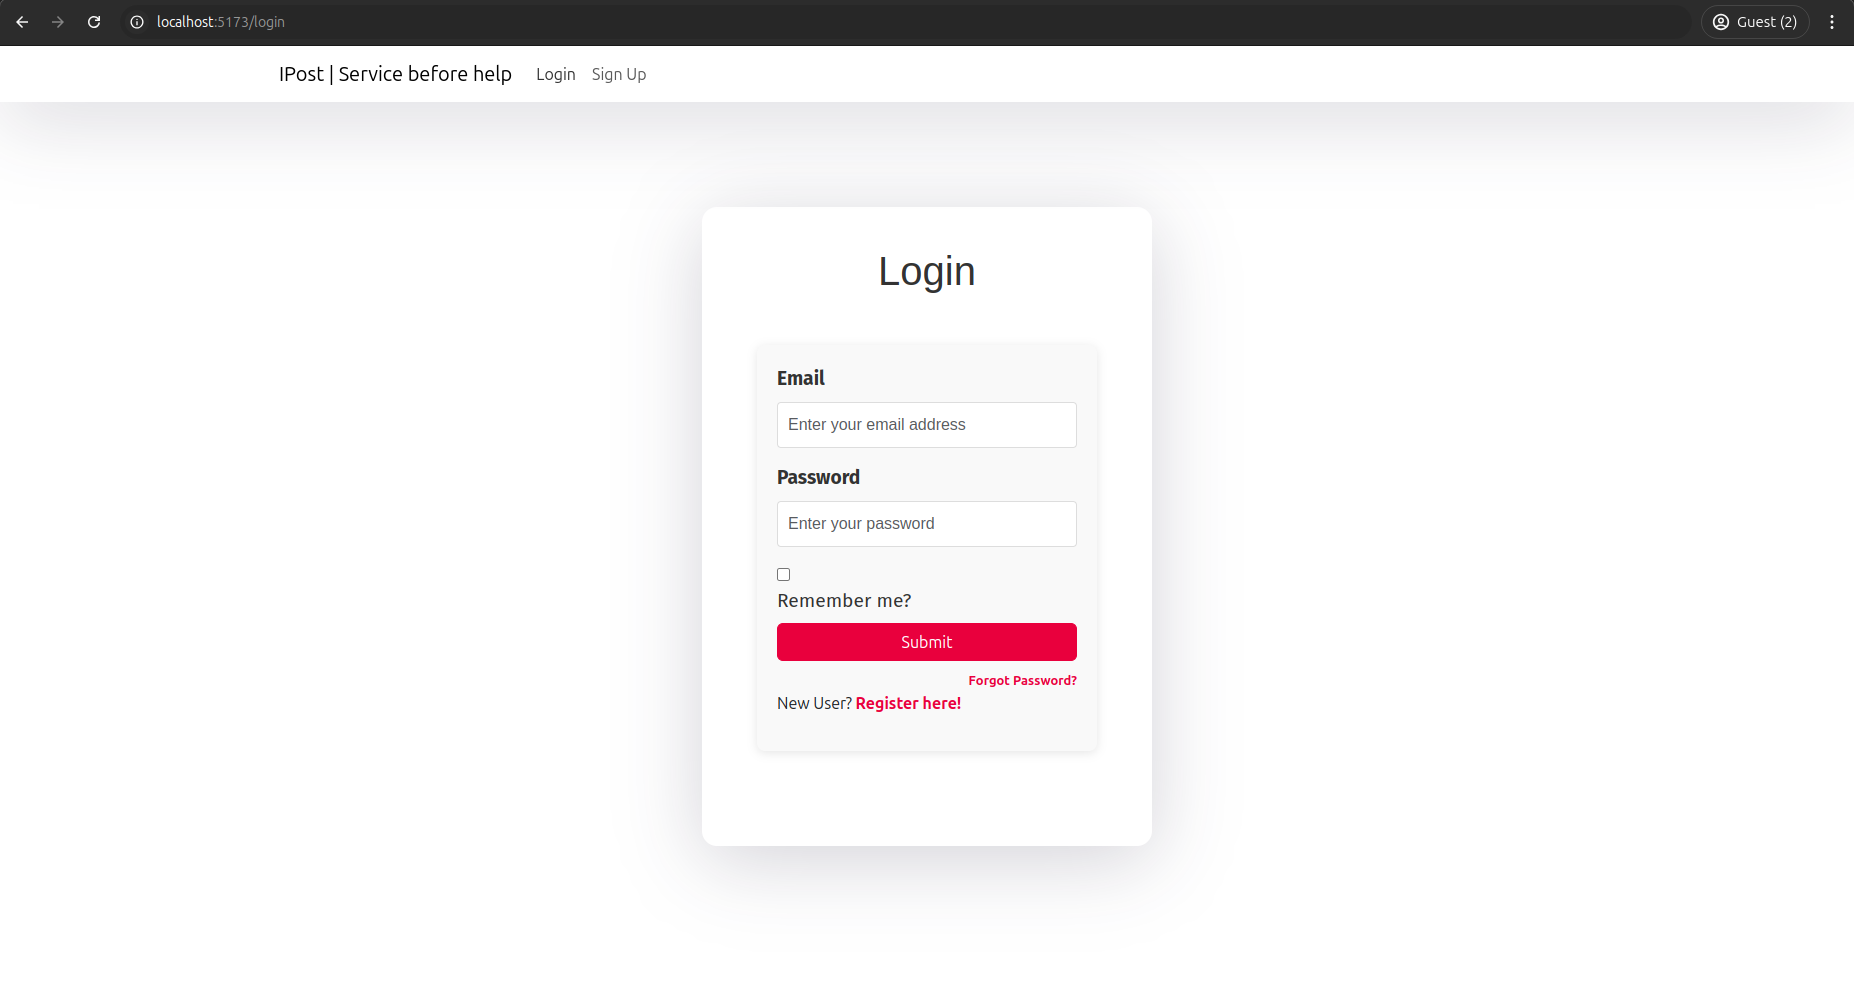 localhost:5173/login
Guest (2)
IPost | Service before help Login Sign Up
Login
Email
Enter your email address
Password
Enter your password
Remember me?
Submit
Forgot Password?
New User? Register here!